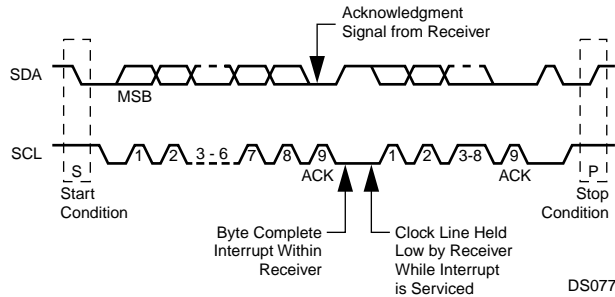 Acknowledgment
Signal from Receiver
SDA
MSB
SCL
1 2 3 - 6 7 8 9 1 2 3-8 9
S
ACK
ACK
P
Start
Condition
Stop
Condition
Byte Complete
Interrupt Within
Receiver
Clock Line Held
Low by Receiver
While Interrupt
is Serviced
DS077